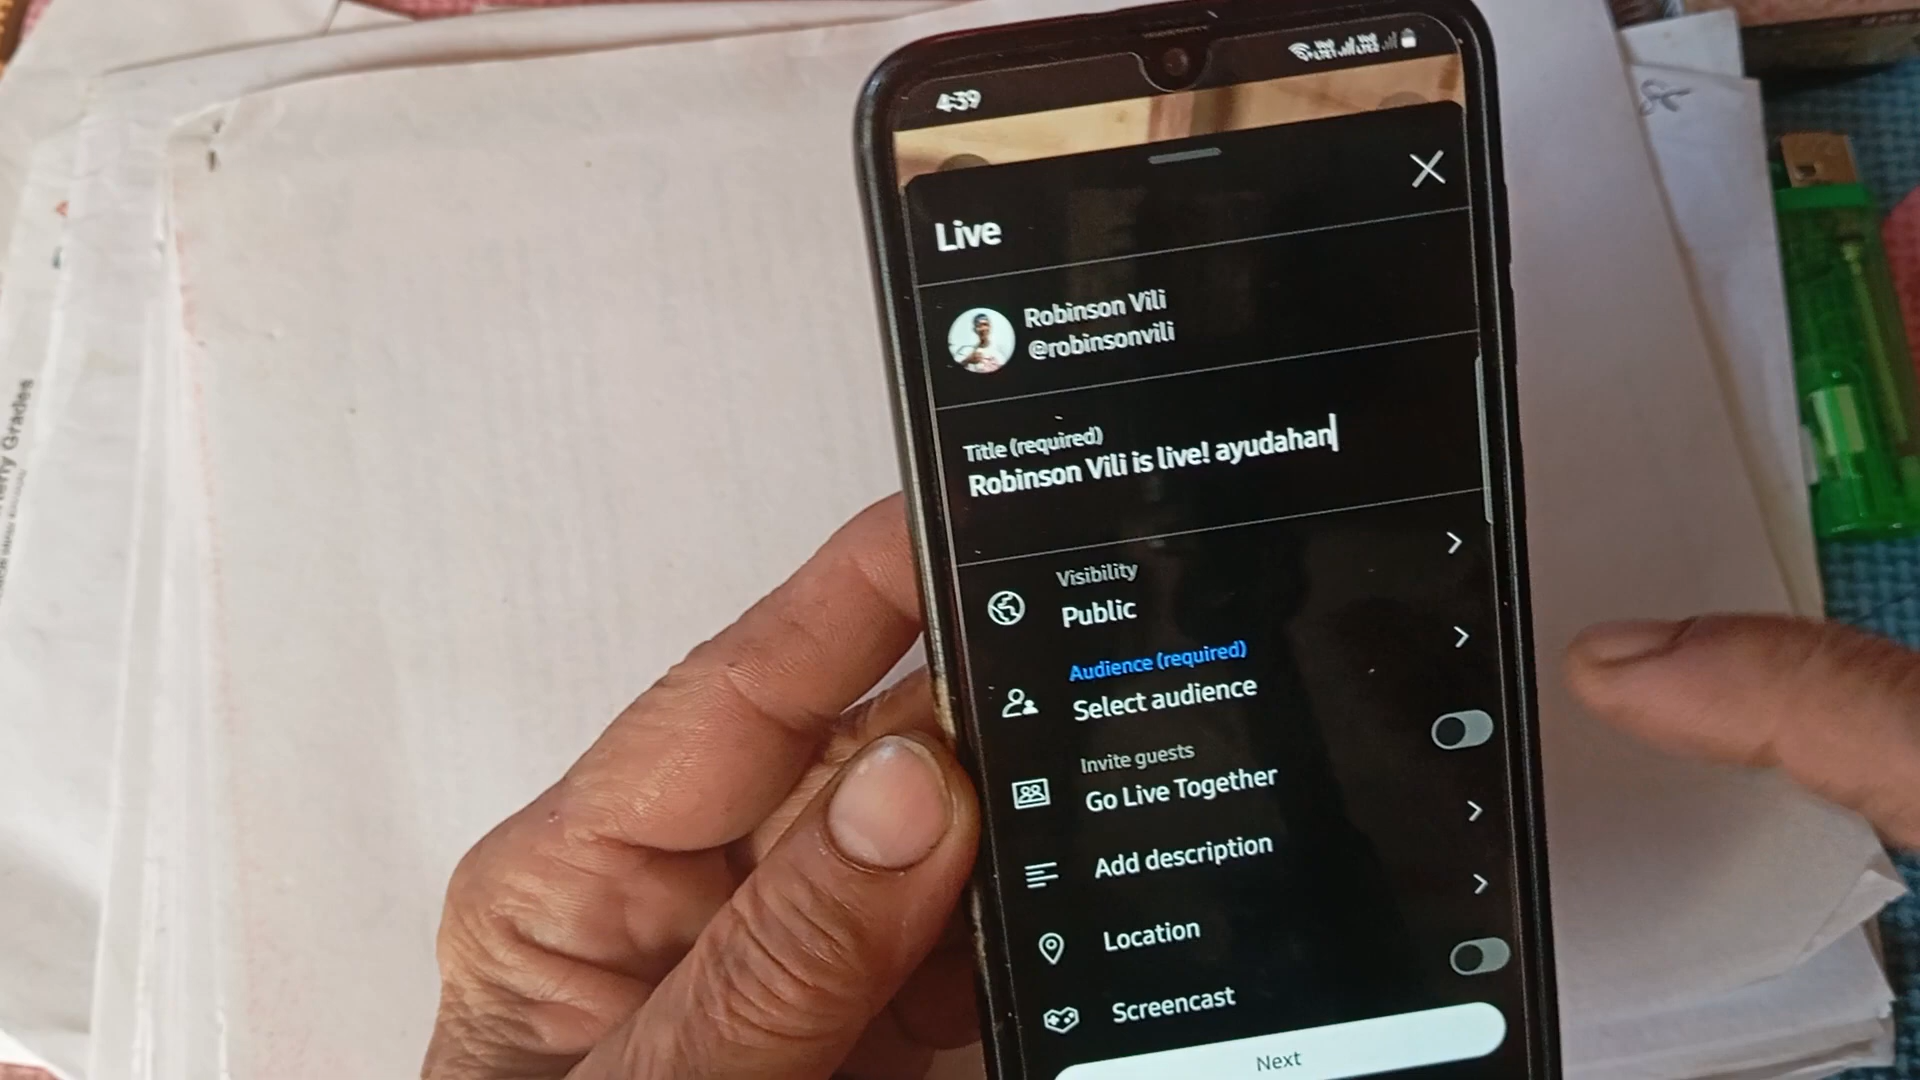 4:39
Live
Robinson Vili
@robinsonvili
Title (required)
Robinson Vili is live! ayudahan
Visibility
Public
Audience (required)
Select audience
Invite guests
Go Live Together
Add description
Location
Screencast
Next
Grades